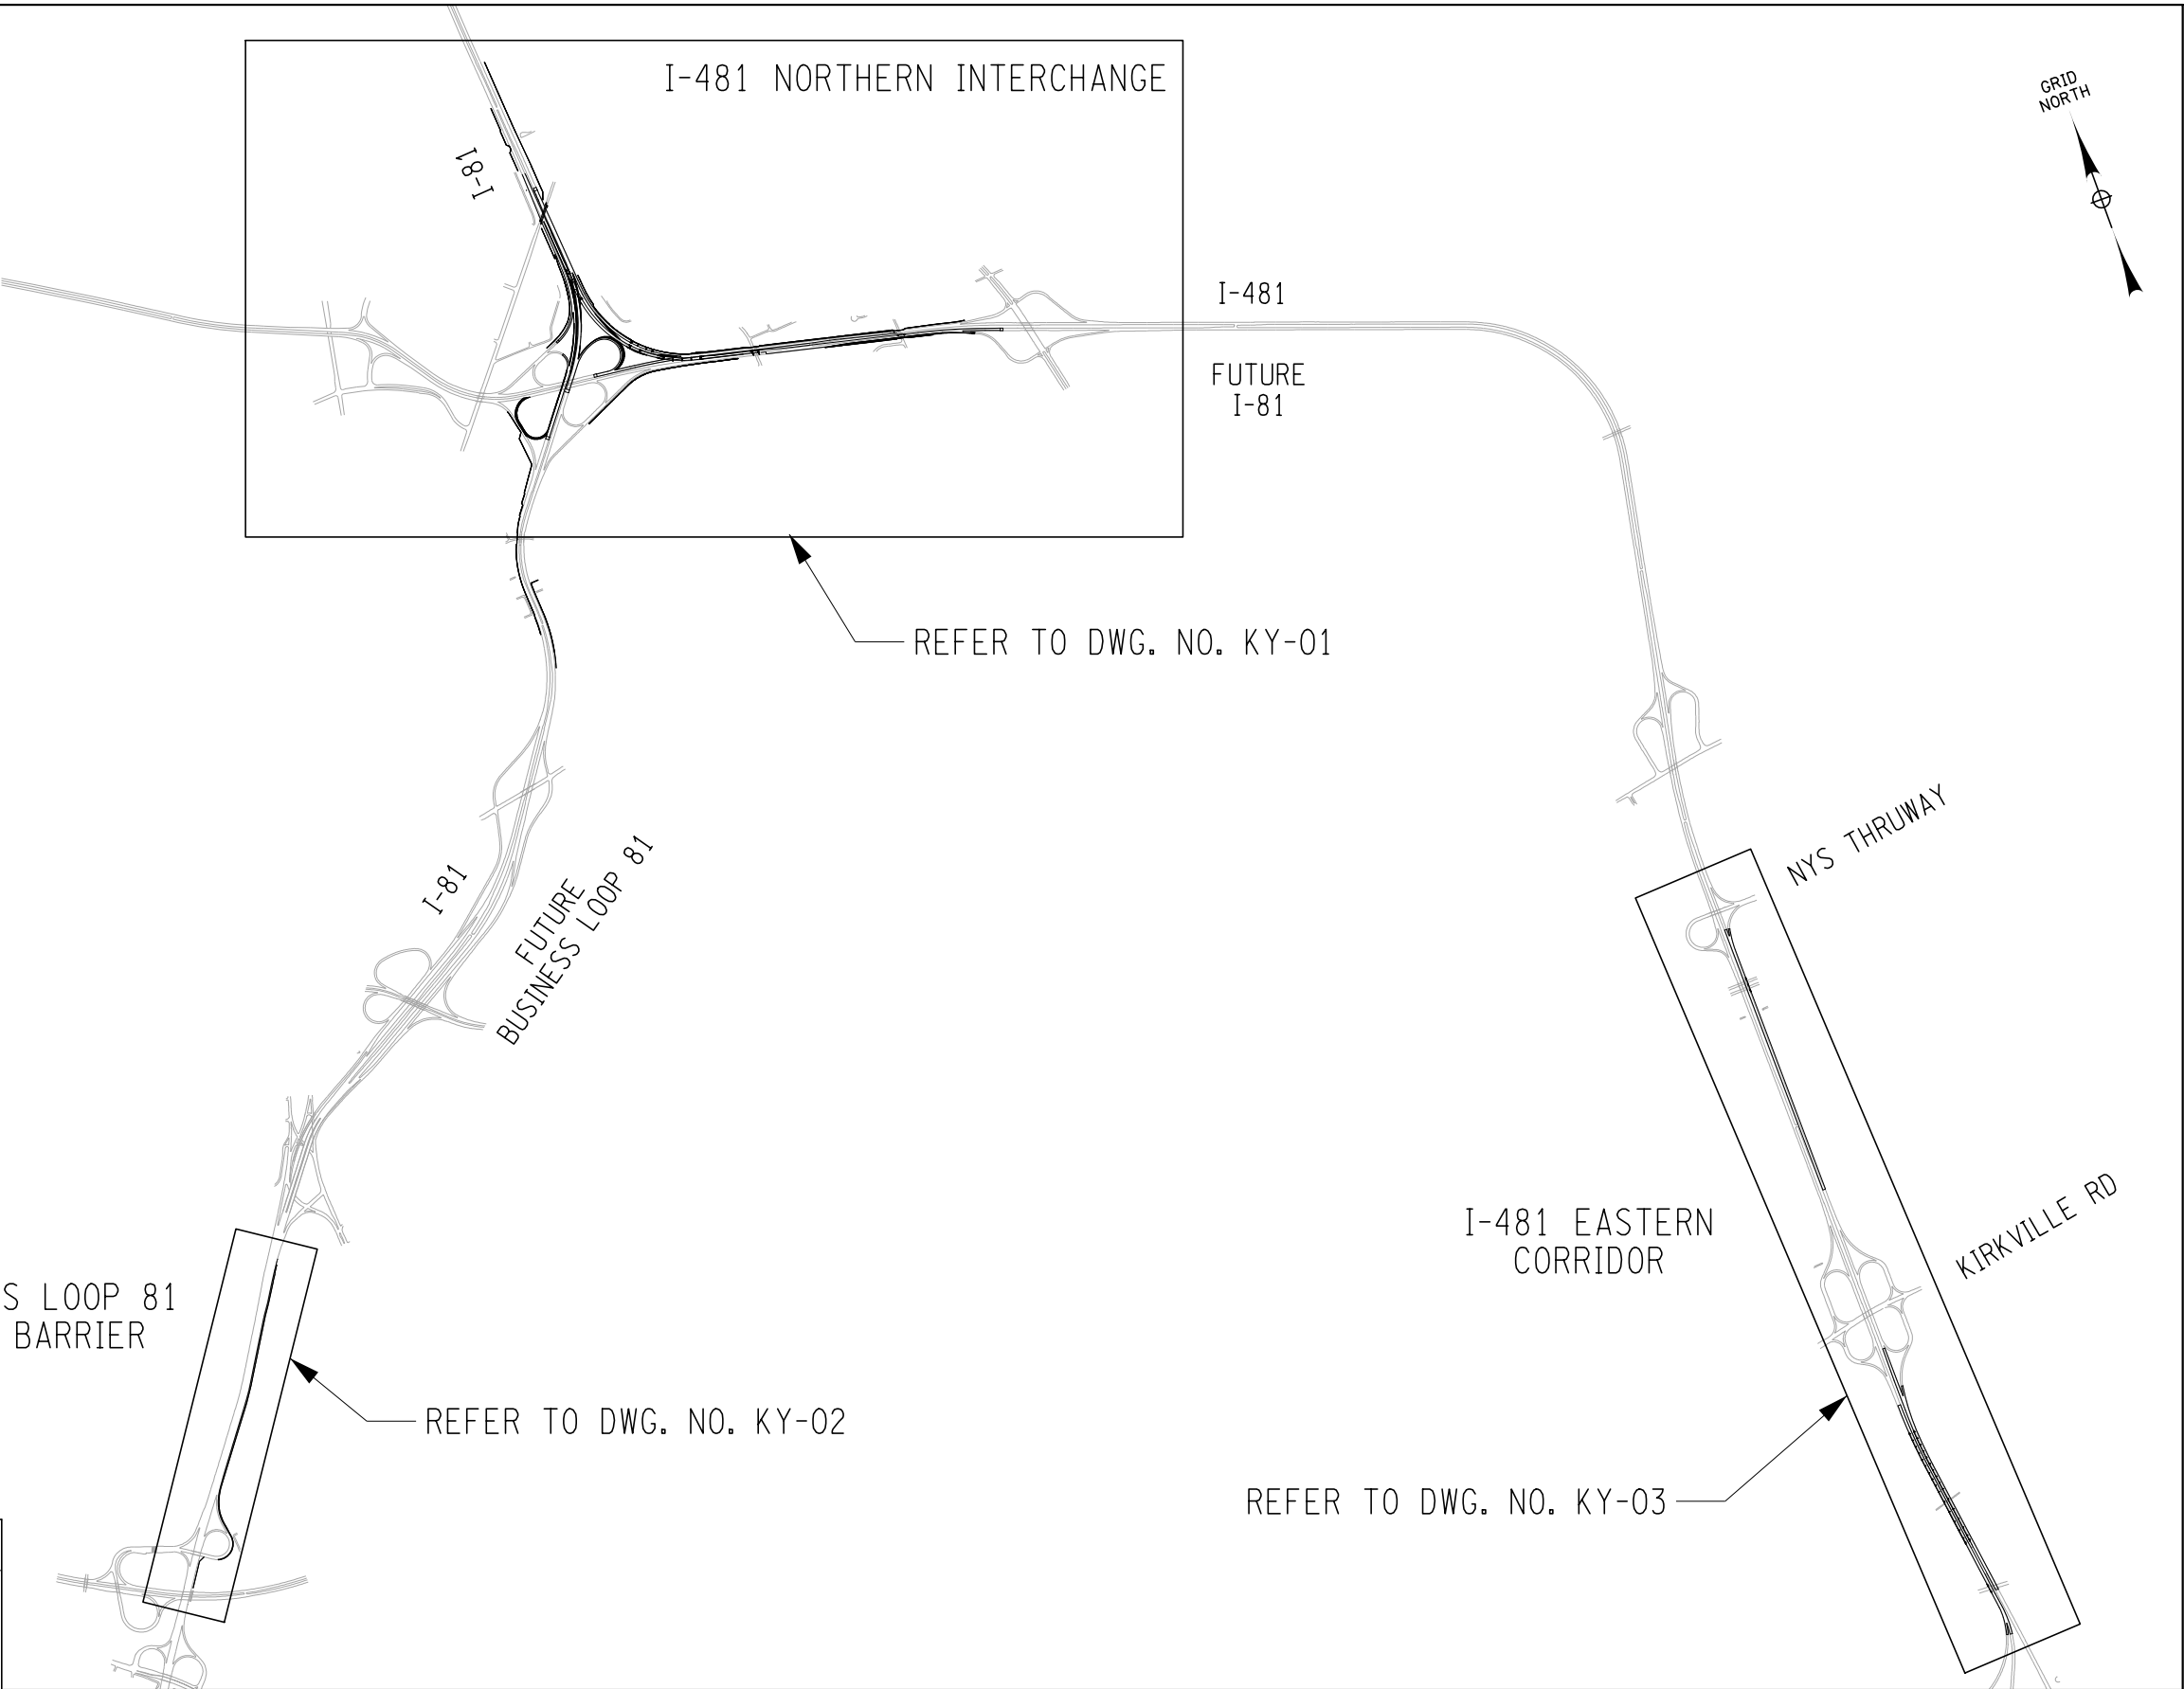 I-481 NORTHERN INTERCHANGE
GRID
NORTH
I-81
I-481
FUTURE
I-81
REFER TO DWG. NO. KY-01
NYS THRUWAY
I-81
FUTURE
BUSINESS LOOP 81
KIRKVILLE RD
I-481 EASTERN
CORRIDOR
S LOOP 81
BARRIER
REFER TO DWG. NO. KY-02
REFER TO DWG. NO. KY-03